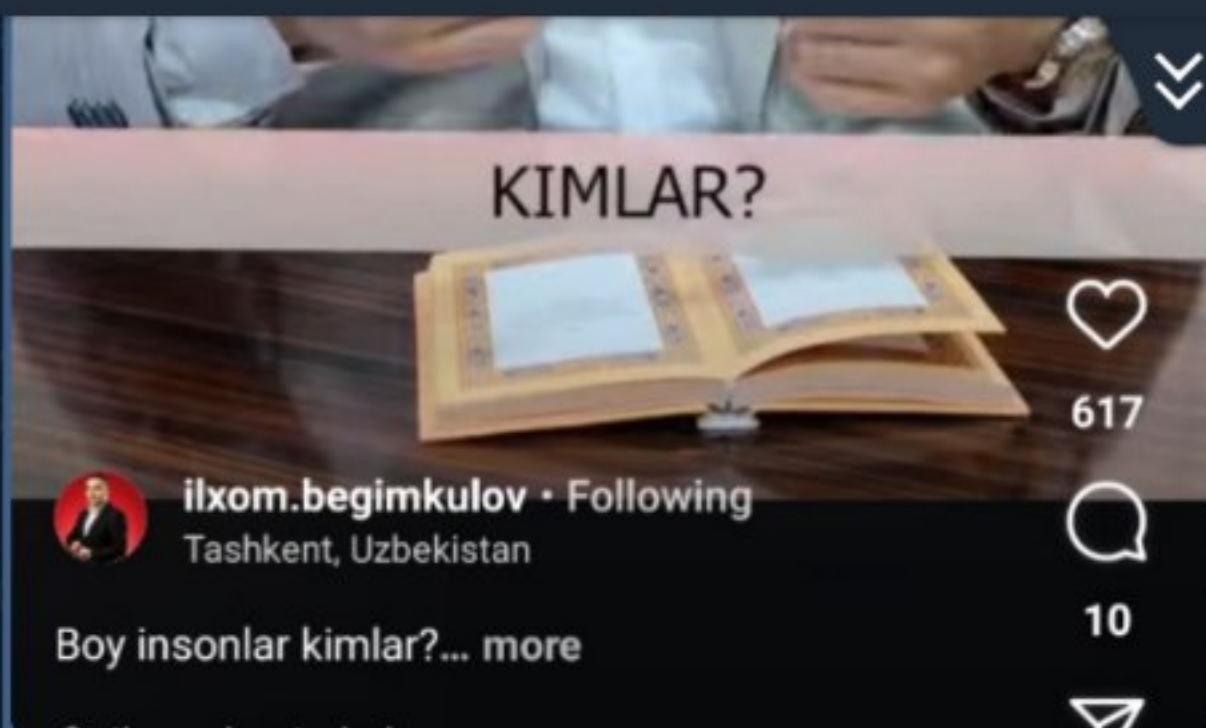 KIMLAR?
617
ilxom.begimkulov • Following
Tashkent, Uzbekistan
10
Boy insonlar kimlar?... more